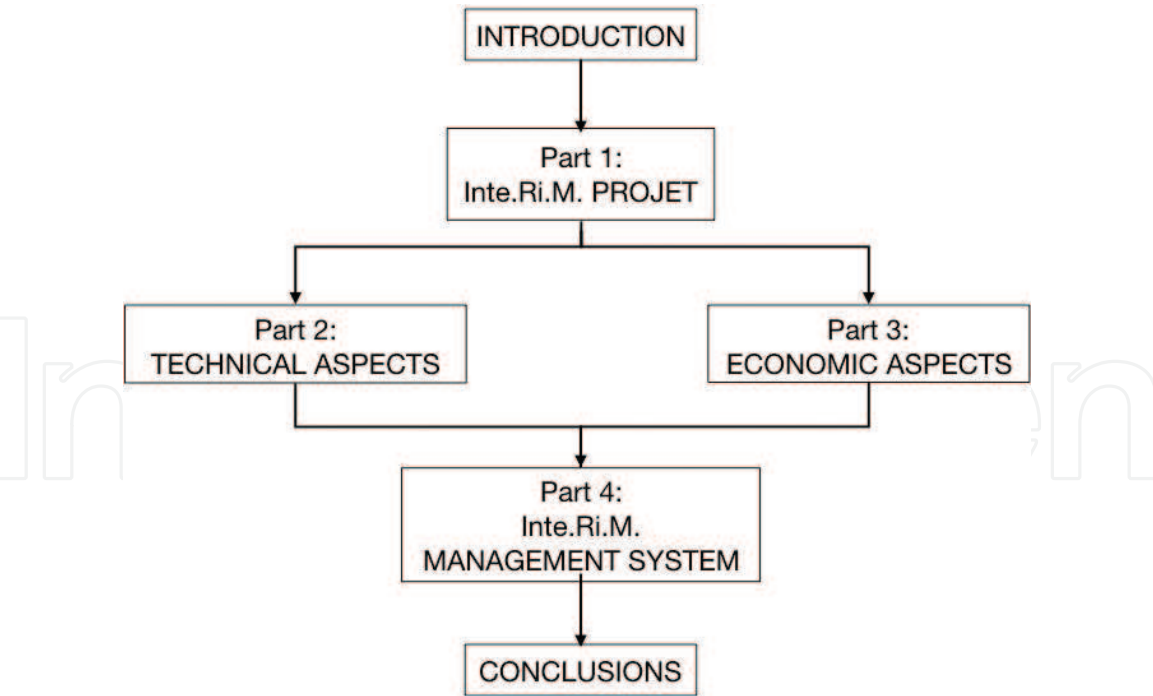 INTRODUCTION
Part 1:
Inte.Ri.M. PROJET
Part 2:
TECHNICAL ASPECTS
Part 3:
ECONOMIC ASPECTS
Part 4:
Inte.Ri.M.
MANAGEMENT SYSTEM
CONCLUSIONS